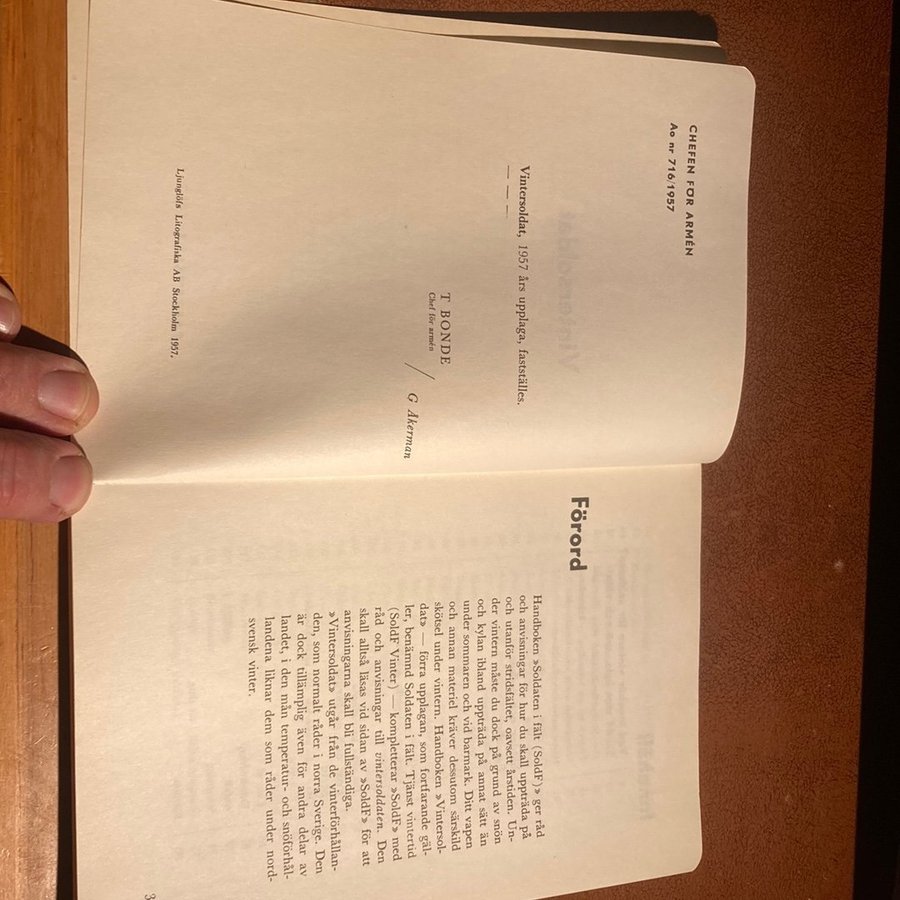 CHEFEN FÖR ARMÉN
Ao nr 716/1957
Vintersoldat, 1957 års upplaga, fastställes.
— — —
T BONDE
Chef för armén
/ G Åkerman
Ljunglöfs Litografiska AB Stockholm 1957.
Förord
Handboken »Soldaten i fält (SoldF)» ger råd
och anvisningar för hur du skall uppträda på
och utanför stridsfältet, oavsett årstiden. Un-
der vintern måste du dock på grund av snön
och kylan ibland uppträda på annat sätt än
under sommaren och vid barmark. Ditt vapen
och annan materiel kräver dessutom särskild
skötsel under vintern. Handboken »Vintersol-
dat» — förra upplagan, som fortfarande gäl-
ler, benämnd Soldaten i fält. Tjänst vintertid
(SoldF Vinter) — kompletterar »SoldF» med
råd och anvisningar till vintersoldaten. Den
skall alltså läsas vid sidan av »SoldF» för att
anvisningarna skall bli fullständiga.
»Vintersoldat» utgår från de vinterförhållan-
den, som normalt råder i norra Sverige. Den
är dock tillämplig även för andra delar av
landet, i den mån temperatur- och snöförhål-
landena liknar dem som råder under nord-
svensk vinter.
3